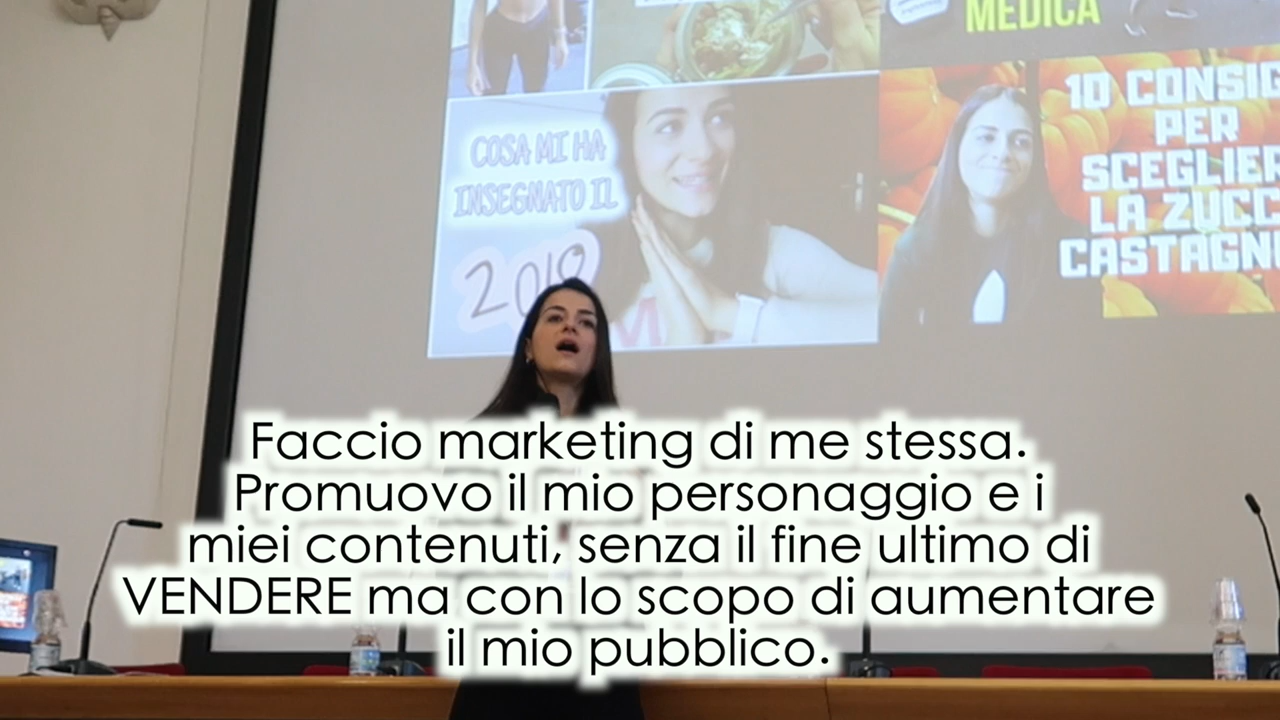 MEDICA
COSA MI HA
INSEGNATO IL
2018
10 CONSIG
PER
SCEGLIER
LA ZUCC
CASTAGN
Faccio marketing di me stessa.
Promuovo il mio personaggio e i
miei contenuti, senza il fine ultimo di
VENDERE ma con lo scopo di aumentare
il mio pubblico.